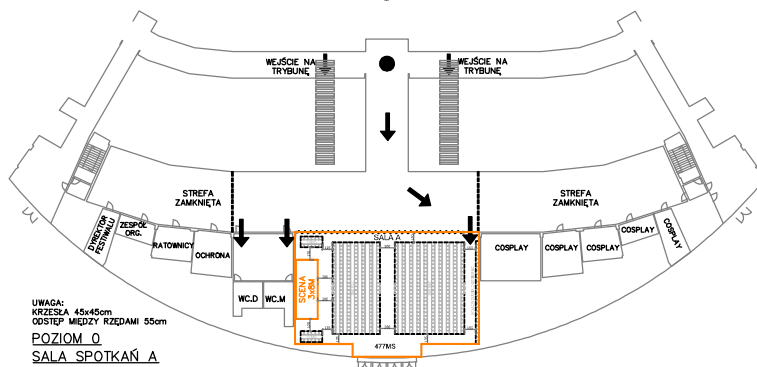 WEJŚCIE NA
TRYBUNĘ
WEJŚCIE NA
TRYBUNĘ
STREFA
ZAMKNIĘTA
STREFA
ZAMKNIĘTA
DYREKTOR
FESTIWALU
ZESPÓŁ
ORG.
RATOWNICY
OCHRONA
SALA A
COSPLAY
COSPLAY
COSPLAY
COSPLAY
COSPLAY
WC.D
WC.M
SCENA
3x8M
477MS
UWAGA:
KRZESŁA 45x45cm
ODSTĘP MIĘDZY RZĘDAMI 55cm
POZIOM 0
SALA SPOTKAŃ A